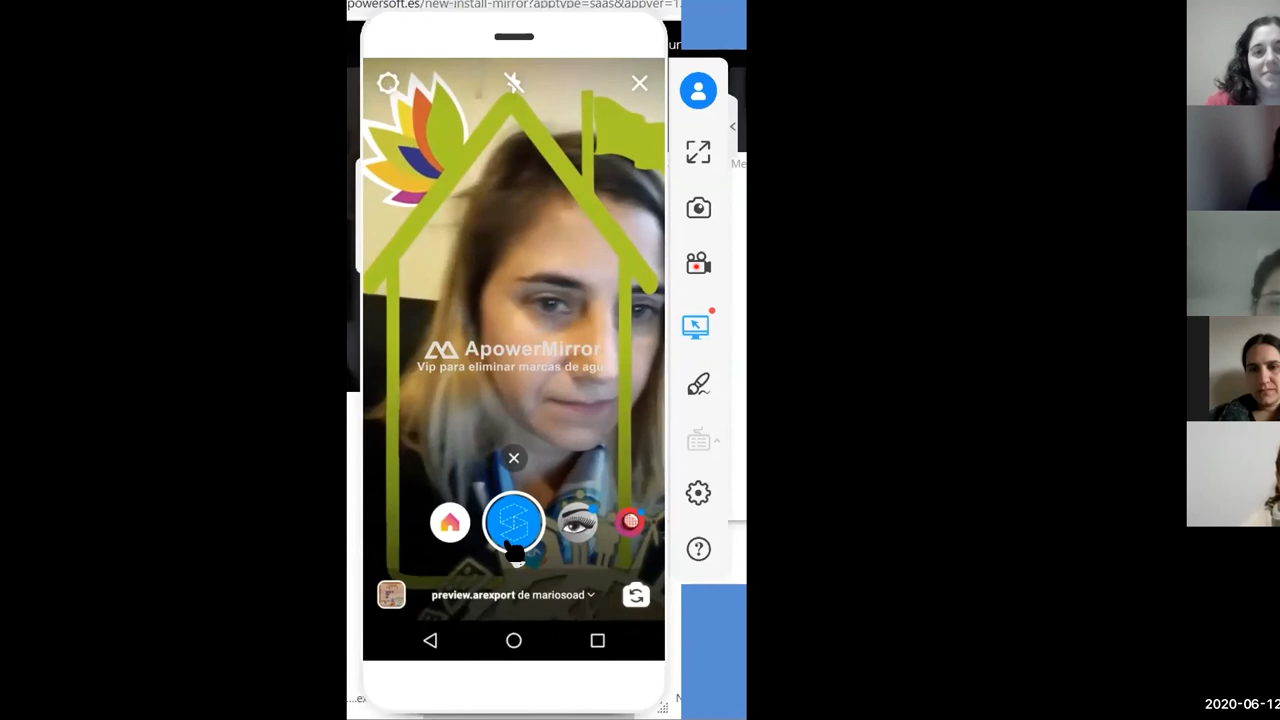 powersoft.es/new-install-mirror?apptype=saas&appver=1.
Me
ApowerMirror
Vip para eliminar marcas de agu
preview.arexport de mariosoad
2020-06-12